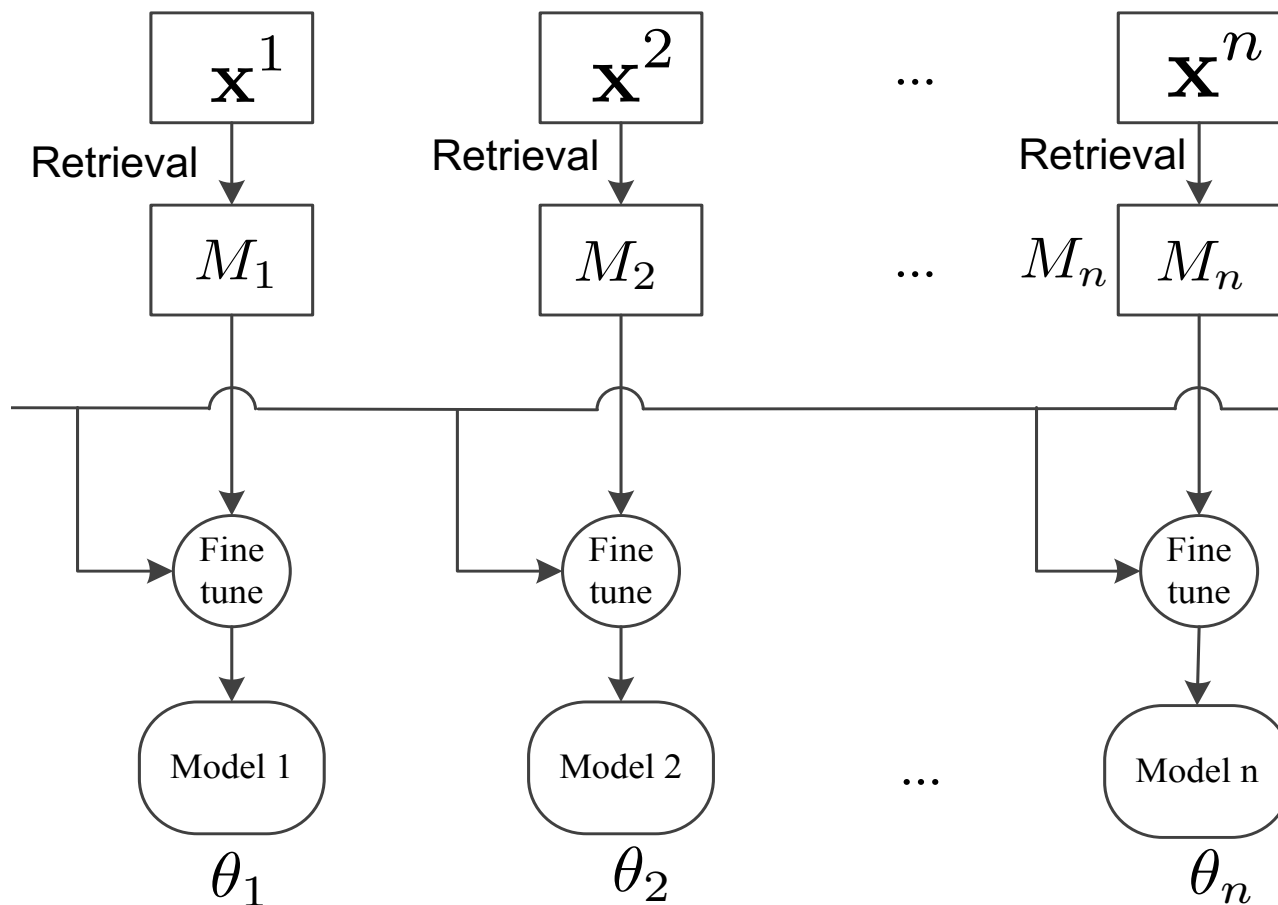 x^1 x^2 ... x^n
Retrieval Retrieval Retrieval
M_1 M_2 ... M_n M_n
Fine tune Fine tune Fine tune
Model 1 Model 2 ... Model n
θ_1 θ_2 θ_n